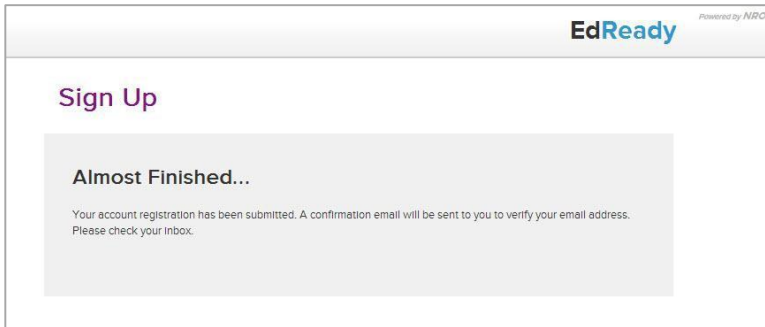 EdReady
Powered by NRO
Sign Up
Almost Finished...
Your account registration has been submitted. A confirmation email will be sent to you to verify your email address.
Please check your inbox.